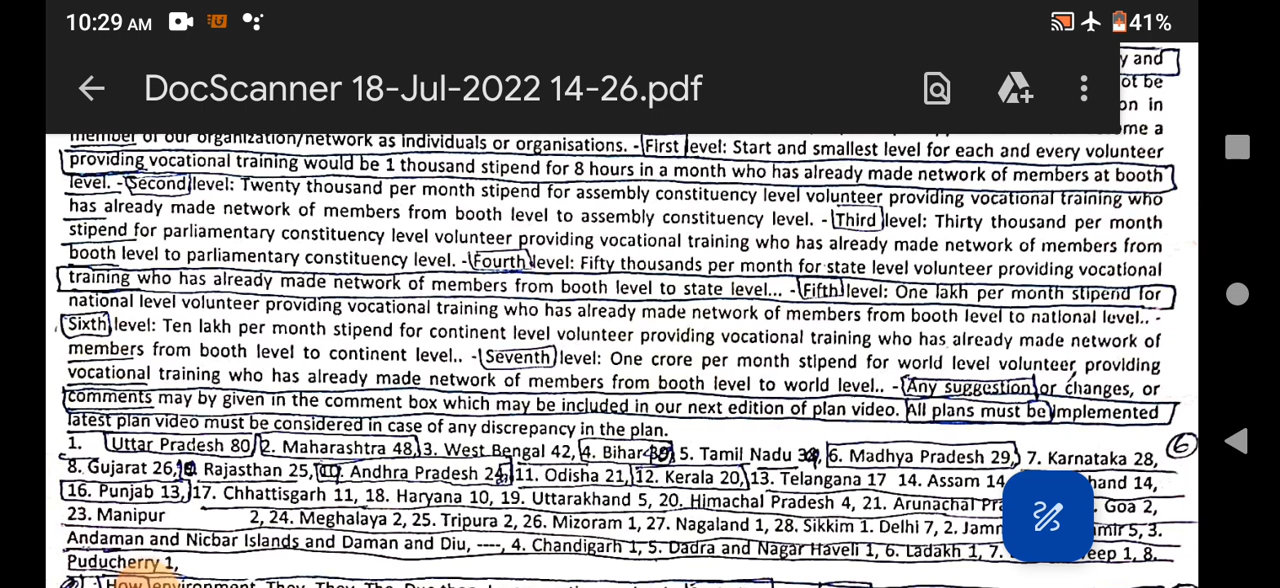 10:29 AM 41%
DocScanner 18-Jul-2022 14-26.pdf
y and
ot be
on in
me a
member of our organization/network as individuals or organisations. - First level: Start and smallest level for each and every volunteer
providing vocational training would be 1 thousand stipend for 8 hours in a month who has already made network of members at booth
level. - Second level: Twenty thousand per month stipend for assembly constituency level volunteer providing vocational training who
has already made network of members from booth level to assembly constituency level. - Third level: Thirty thousand per month
stipend for parliamentary constituency level volunteer providing vocational training who has already made network of members from
booth level to parliamentary constituency level. - Fourth level: Fifty thousands per month for state level volunteer providing vocational
training who has already made network of members from booth level to state level... - Fifth level: One lakh per month stipend for
national level volunteer providing vocational training who has already made network of members from booth level to national level.. -
Sixth level: Ten lakh per month stipend for continent level volunteer providing vocational training who has already made network of
members from booth level to continent level.. - Seventh level: One crore per month stipend for world level volunteer, providing
vocational training who has already made network of members from booth level to world level.. - Any suggestion or changes, or
comments may by given in the comment box which may be included in our next edition of plan video. All plans must be implemented
latest plan video must be considered in case of any discrepancy in the plan.
1. Uttar Pradesh 80, 2. Maharashtra 48, 3. West Bengal 42, 4. Bihar 5. Tamil Nadu 6. Madhya Pradesh 29, 7. Karnataka 28, 6
8. Gujarat 26, Rajasthan 25, Andhra Pradesh 11. Odisha 21, 12. Kerala 20, 13. Telangana 17 14. Assam 14 hand 14,
16. Punjab 13, 17. Chhattisgarh 11, 18. Haryana 10, 19. Uttarakhand 5, 20. Himachal Pradesh 4, 21. Arunachal Pra Goa 2,
23. Manipur 2, 24. Meghalaya 2, 25. Tripura 2, 26. Mizoram 1, 27. Nagaland 1, 28. Sikkim 1. Delhi 7, 2. Jamm mir 5, 3.
Andaman and Nicbar Islands and Daman and Diu, ----, 4. Chandigarh 1, 5. Dadra and Nagar Haveli 1, 6. Ladakh 1, 7. eep 1, 8.
Puducherry 1,
How environment